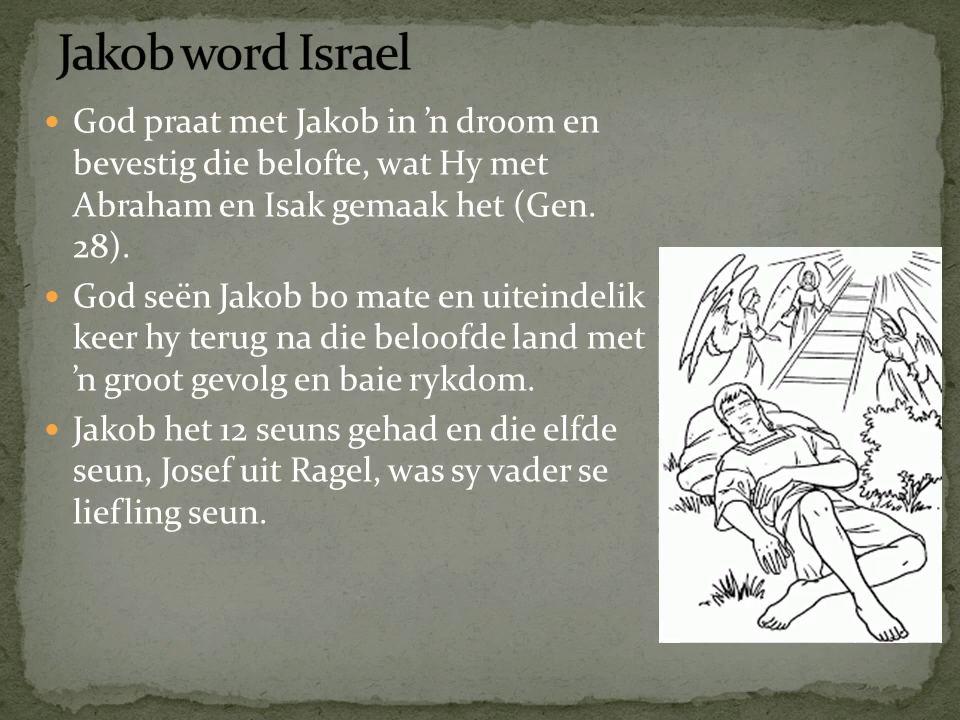 Jakob word Israel
• God praat met Jakob in ’n droom en
bevestig die belofte, wat Hy met
Abraham en Isak gemaak het (Gen.
28).
• God seën Jakob bo mate en uiteindelik
keer hy terug na die beloofde land met
’n groot gevolg en baie rykdom.
• Jakob het 12 seuns gehad en die elfde
seun, Josef uit Ragel, was sy vader se
liefling seun.